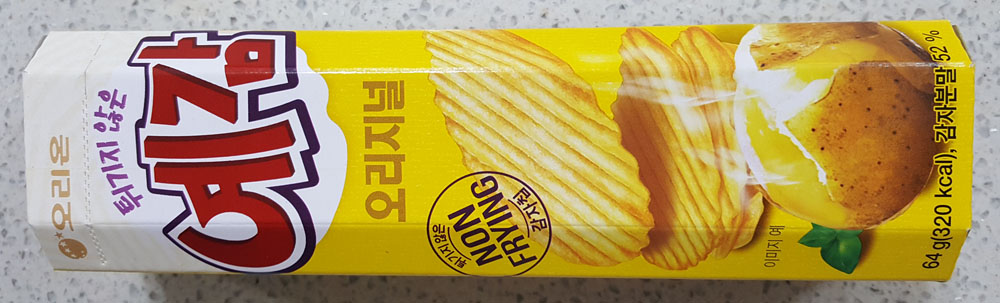 오리온
튀기지 않은
예감
오리지널
튀기지 않은
NON
FRYING
감자칩
이미지 예
64 g(320 kcal), 감자분말 52 %